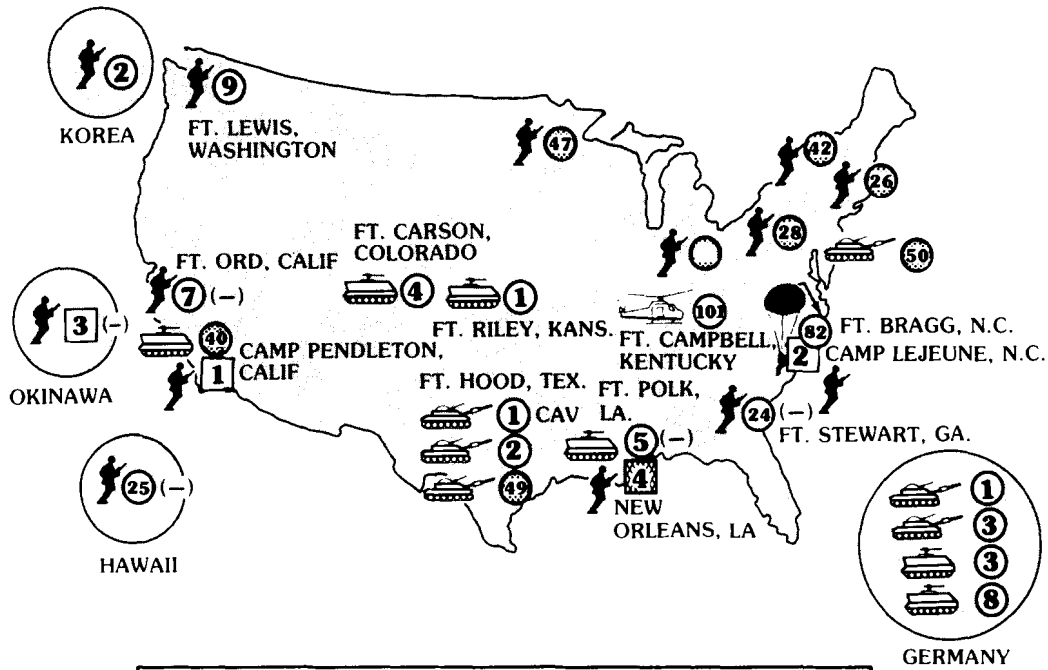 2
KOREA
9
FT. LEWIS,
WASHINGTON
47
42
26
28
50
FT. CARSON,
COLORADO
4
1
FT. RILEY, KANS.
FT. ORD, CALIF
7 (–)
3 (–)
OKINAWA
40
1
CAMP PENDLETON,
CALIF
101
FT. CAMPBELL,
KENTUCKY
82
FT. BRAGG, N.C.
2
CAMP LEJEUNE, N.C.
24 (–)
FT. STEWART, GA.
FT. HOOD, TEX.
1 CAV
2
49
FT. POLK,
LA.
5 (–)
4
NEW
ORLEANS, LA
25 (–)
HAWAII
1
3
3
8
GERMANY